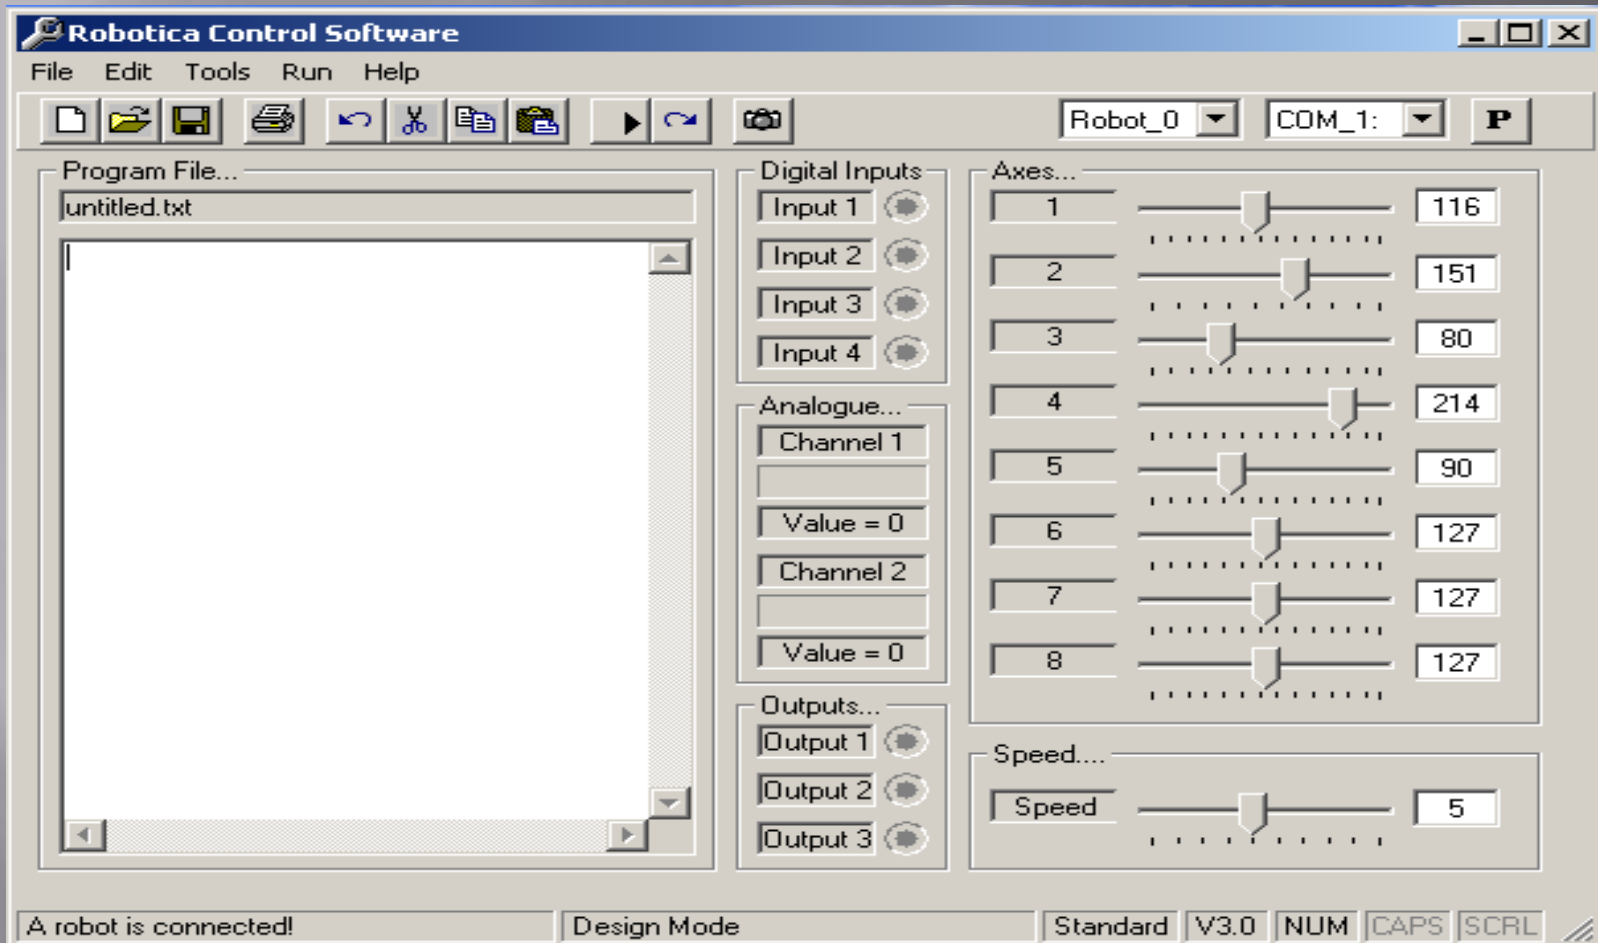 Robotica Control Software
File Edit Tools Run Help
Robot_0 COM_1: P
Program File...
untitled.txt
Digital Inputs
Input 1
Input 2
Input 3
Input 4
Analogue...
Channel 1
Value = 0
Channel 2
Value = 0
Outputs...
Output 1
Output 2
Output 3
Axes...
1 116
2 151
3 80
4 214
5 90
6 127
7 127
8 127
Speed....
Speed 5
A robot is connected! Design Mode Standard V3.0 NUM CAPS SCRL